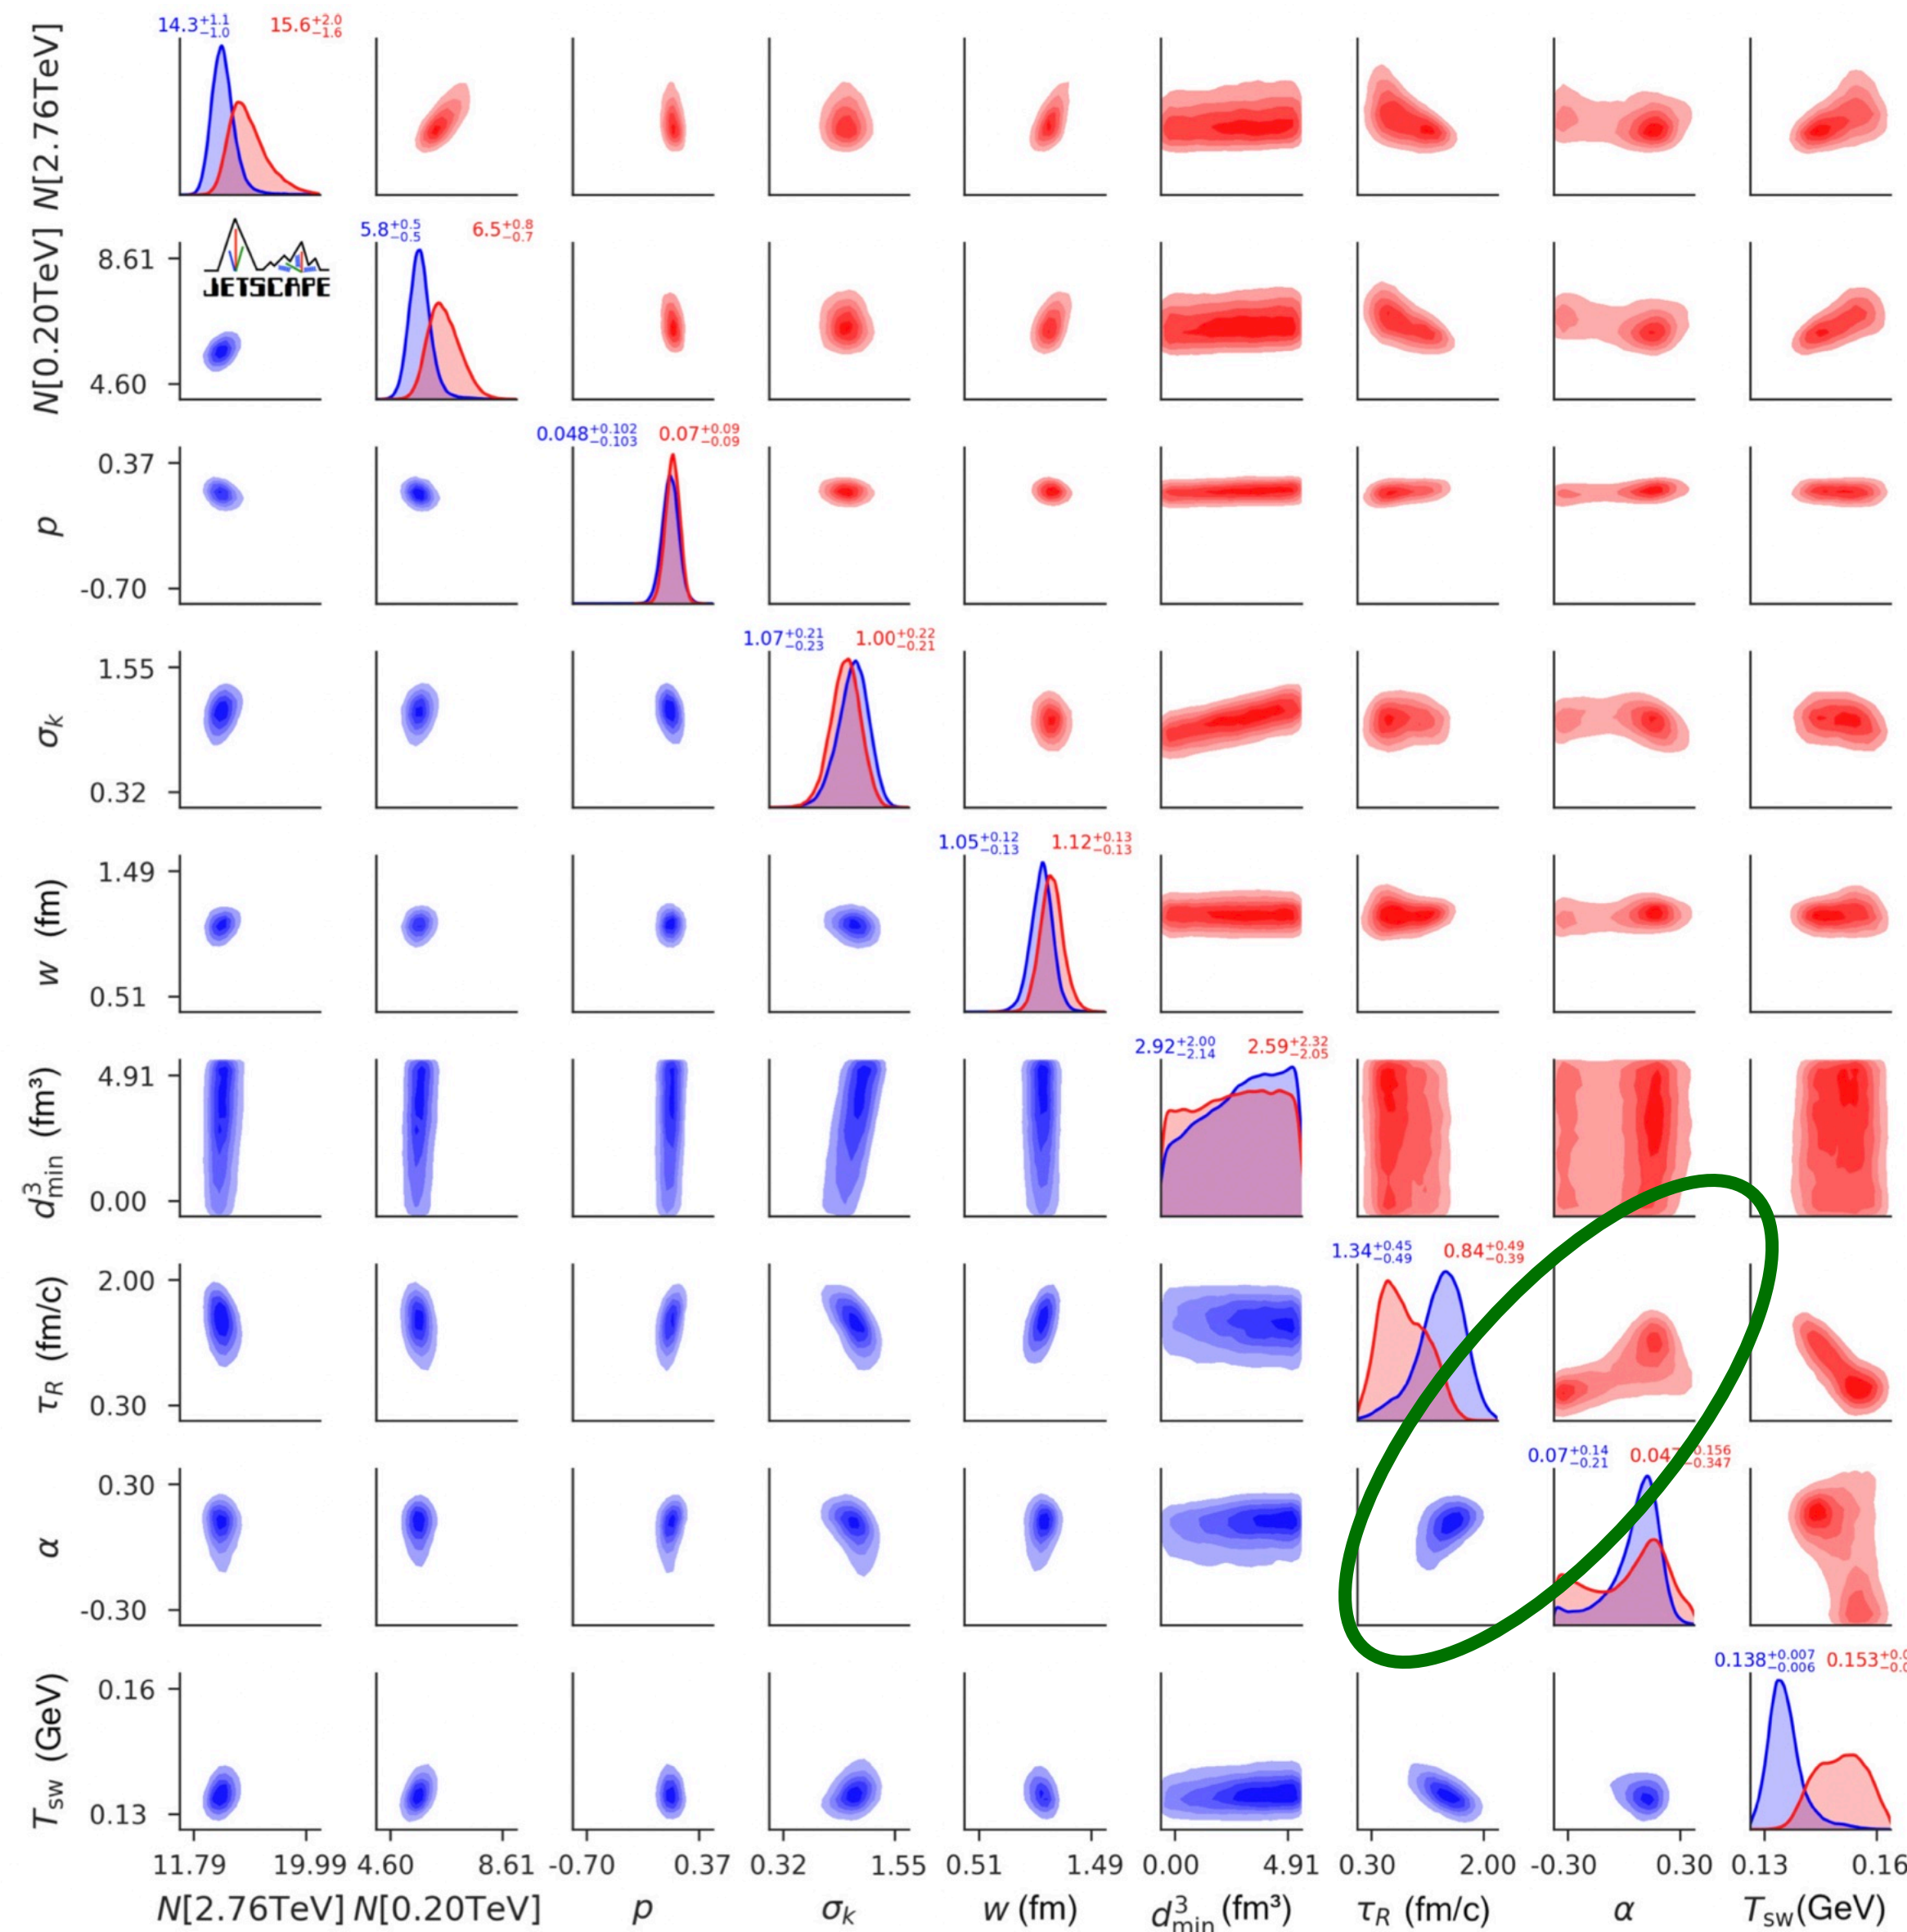 14.3+1.1−1.0 15.6+2.0−1.6
N[2.76TeV]
JETSCAPE
5.8+0.5−0.5 6.5+0.8−0.7
N[0.20TeV]
8.61
4.60
0.048+0.102−0.103 0.07+0.09−0.09
p
0.37
-0.70
1.07+0.21−0.23 1.00+0.22−0.21
σk
1.55
0.32
1.05+0.12−0.13 1.12+0.13−0.13
w (fm)
1.49
0.51
2.92+2.00−2.14 2.59+2.32−2.05
d3min (fm³)
4.91
0.00
1.34+0.45−0.49 0.84+0.49−0.39
τR (fm/c)
2.00
0.30
0.07+0.14−0.21 0.047 0.156−0.347
α
0.30
-0.30
0.138+0.007−0.006 0.153
Tsw (GeV)
0.16
0.13
11.79 19.99 4.60 8.61 -0.70 0.37 0.32 1.55 0.51 1.49 0.00 4.91 0.30 2.00 -0.30 0.30 0.13 0.16
N[2.76TeV] N[0.20TeV] p σk w (fm) d3min (fm³) τR (fm/c) α Tsw(GeV)